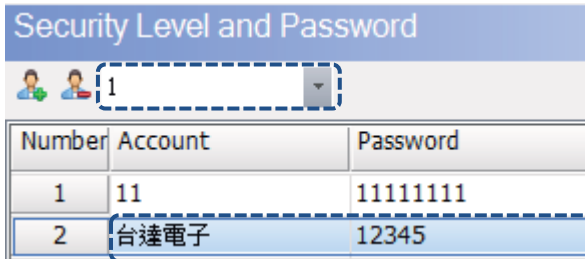 Security Level and Password
1
Number Account Password
1 11 11111111
2 台達電子 12345